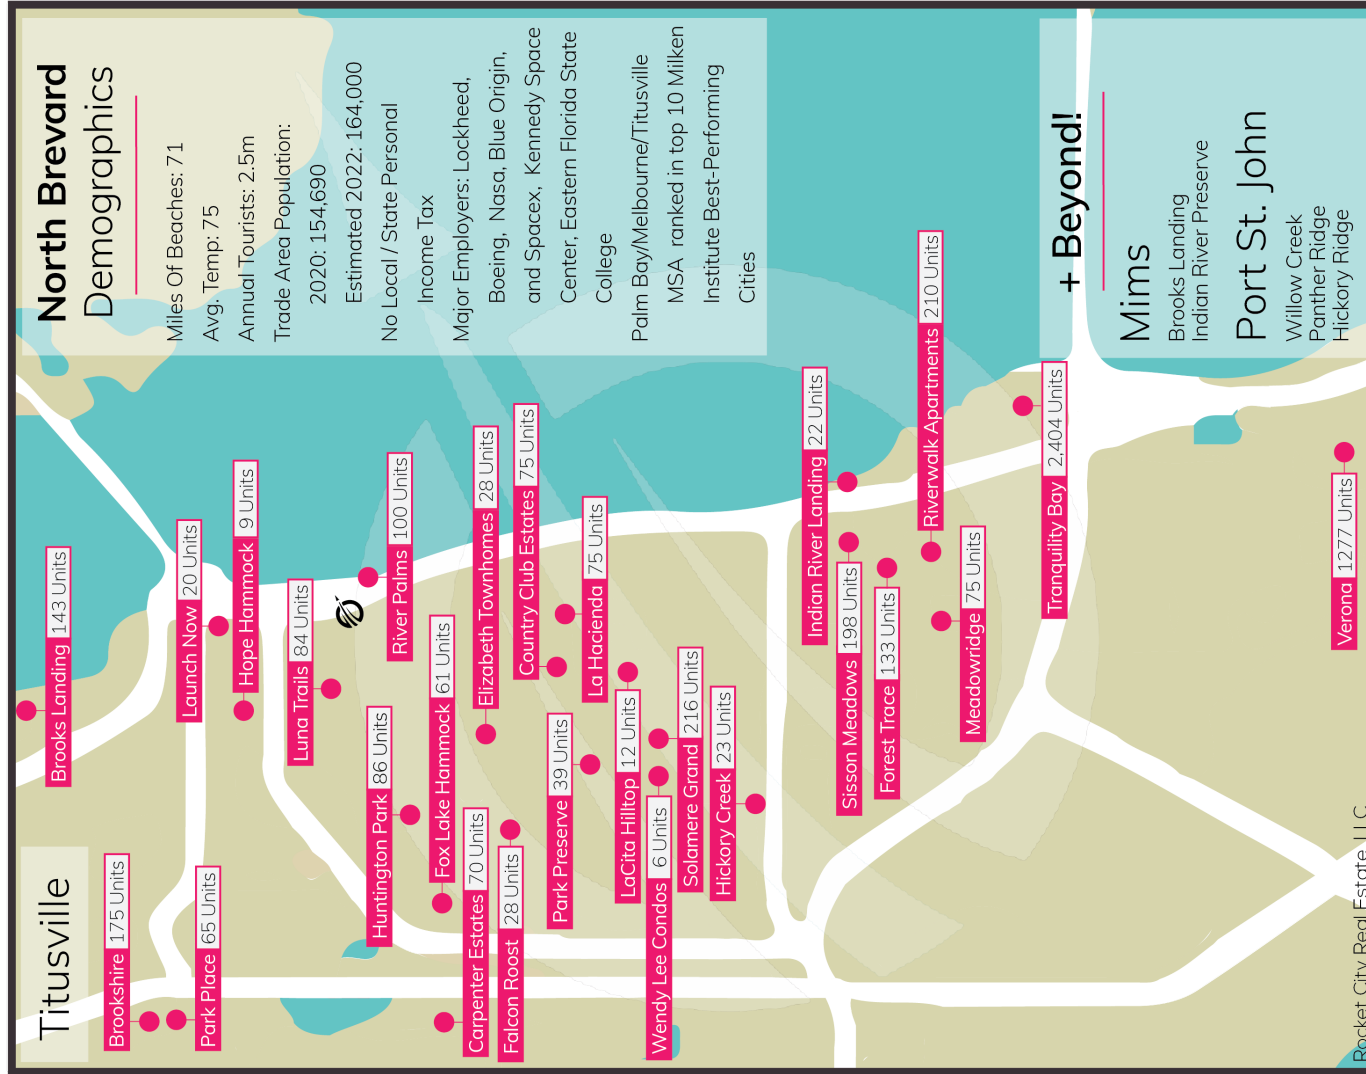 Titusville
Brookshire 175 Units
Park Place 65 Units
Brooks Landing 143 Units
Launch Now 20 Units
Hope Hammock 9 Units
Luna Trails 84 Units
River Palms 100 Units
Huntington Park 86 Units
Fox Lake Hammock 61 Units
Carpenter Estates 70 Units
Falcon Roost 28 Units
Elizabeth Townhomes 28 Units
Country Club Estates 75 Units
La Hacienda 75 Units
Park Preserve 39 Units
LaCita Hilltop 12 Units
Wendy Lee Condos 6 Units
Solamere Grand 216 Units
Hickory Creek 23 Units
Indian River Landing 22 Units
Sisson Meadows 198 Units
Forest Trace 133 Units
Riverwalk Apartments 210 Units
Meadowridge 75 Units
Tranquility Bay 2,404 Units
Verona 1277 Units
North Brevard
Demographics
Miles Of Beaches: 71
Avg. Temp: 75
Annual Tourists: 2.5m
Trade Area Population:
2020: 154,690
Estimated 2022: 164,000
No Local / State Personal
Income Tax
Major Employers: Lockheed,
Boeing, Nasa, Blue Origin,
and Spacex, Kennedy Space
Center, Eastern Florida State
College
Palm Bay/Melbourne/Titusville
MSA ranked in top 10 Milken
Institute Best-Performing
Cities
+ Beyond!
Mims
Brooks Landing
Indian River Preserve
Port St. John
Willow Creek
Panther Ridge
Hickory Ridge
Rocket City Real Estate, LLC